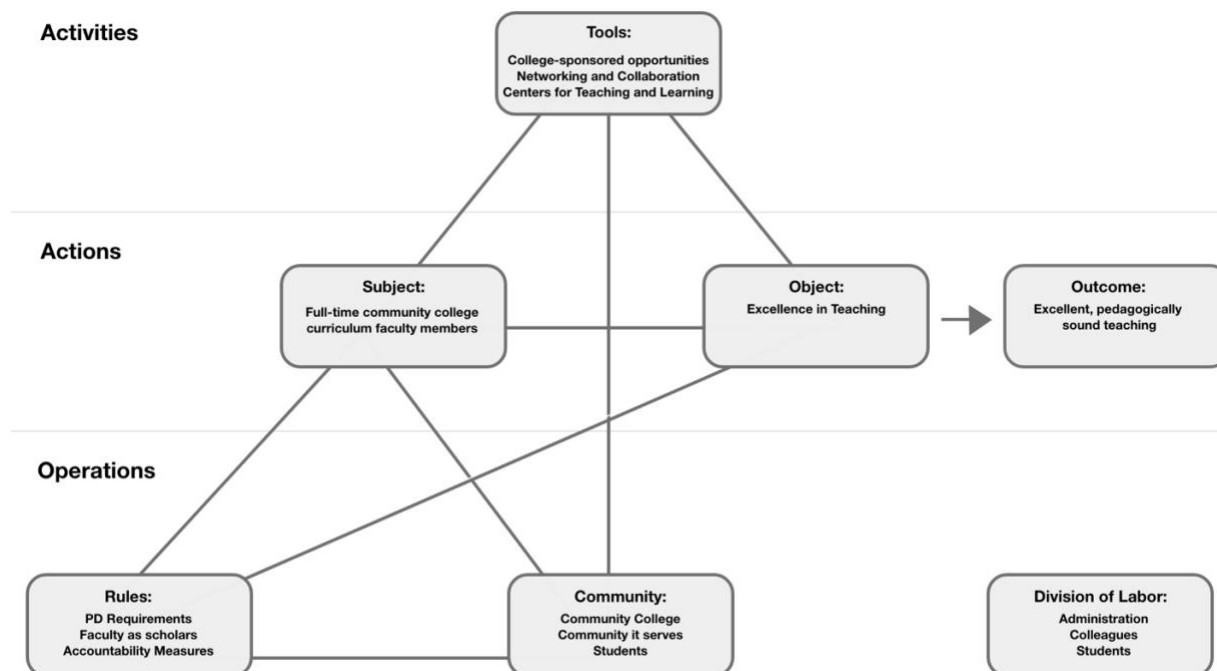 Activities
Tools:
College-sponsored opportunities
Networking and Collaboration
Centers for Teaching and Learning
Actions
Subject:
Full-time community college
curriculum faculty members
Object:
Excellence in Teaching
Outcome:
Excellent, pedagogically
sound teaching
Operations
Rules:
PD Requirements
Faculty as scholars
Accountability Measures
Community:
Community College
Community it serves
Students
Division of Labor:
Administration
Colleagues
Students